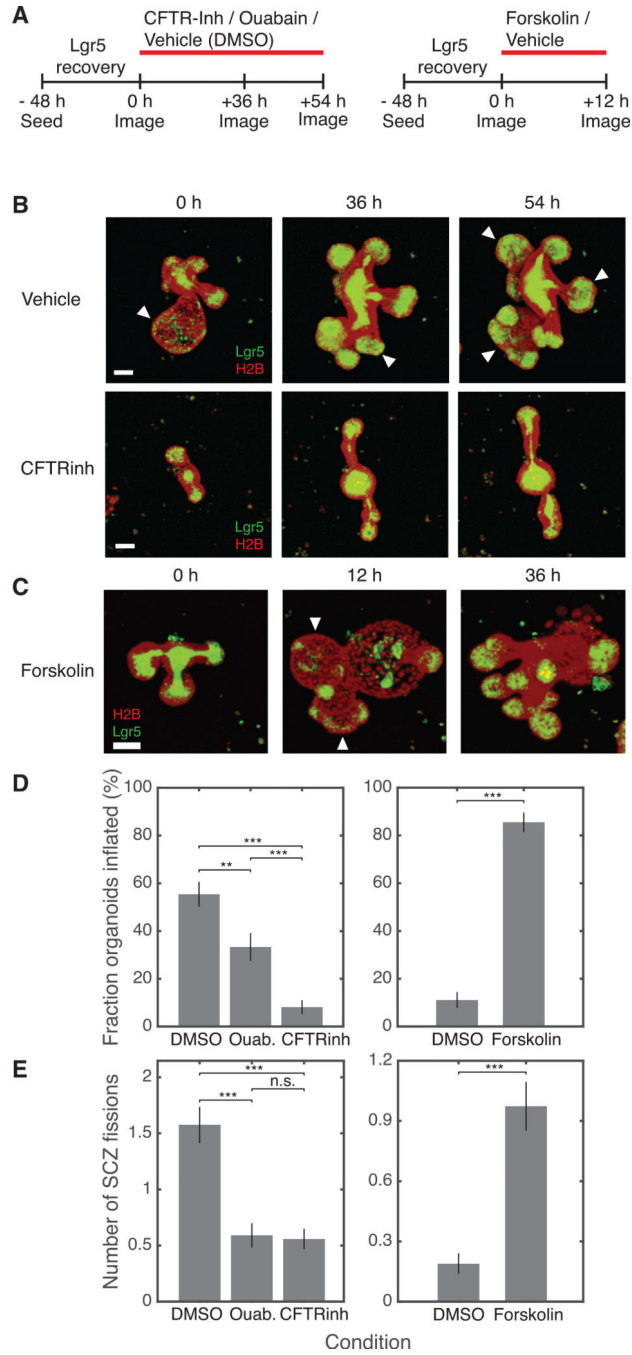 A
CFTR-Inh / Ouabain /
Vehicle (DMSO)
Lgr5
recovery
- 48 h
Seed
0 h
Image
+36 h
Image
+54 h
Image
Forskolin /
Vehicle
Lgr5
recovery
- 48 h
Seed
0 h
Image
+12 h
Image
B
0 h
36 h
54 h
Vehicle
Lgr5
H2B
CFTRinh
Lgr5
H2B
C
0 h
12 h
36 h
Forskolin
H2B
Lgr5
D
Fraction organoids inflated (%)
100
80
60
40
20
0
***
**
***
DMSO
Ouab.
CFTRinh
100
80
60
40
20
0
***
DMSO
Forskolin
E
Number of SCZ fissions
2
1.5
1
0.5
0
***
n.s.
***
DMSO
Ouab.
CFTRinh
1.2
0.9
0.6
0.3
0
***
DMSO
Forskolin
Condition